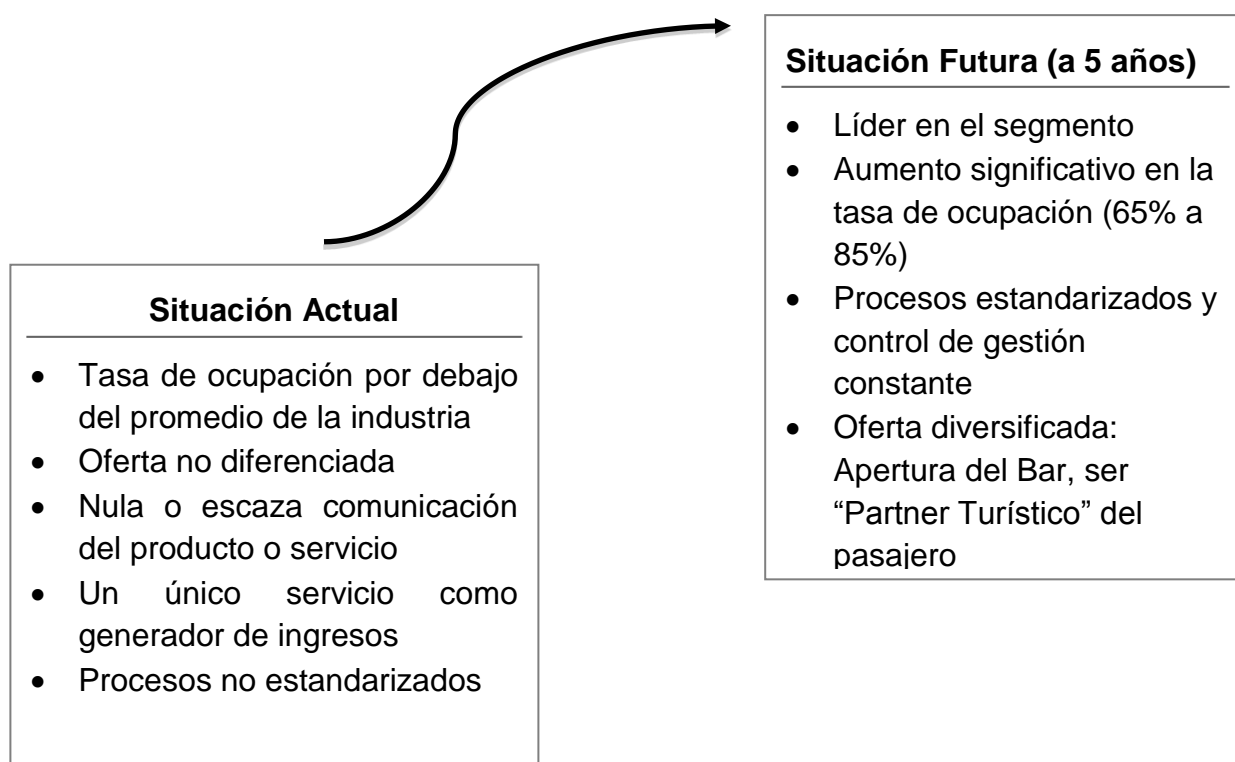 Situación Actual
• Tasa de ocupación por debajo
del promedio de la industria
• Oferta no diferenciada
• Nula o escaza comunicación
del producto o servicio
• Un único servicio como
generador de ingresos
• Procesos no estandarizados
Situación Futura (a 5 años)
• Líder en el segmento
• Aumento significativo en la
tasa de ocupación (65% a
85%)
• Procesos estandarizados y
control de gestión
constante
• Oferta diversificada:
Apertura del Bar, ser
“Partner Turístico” del
pasajero